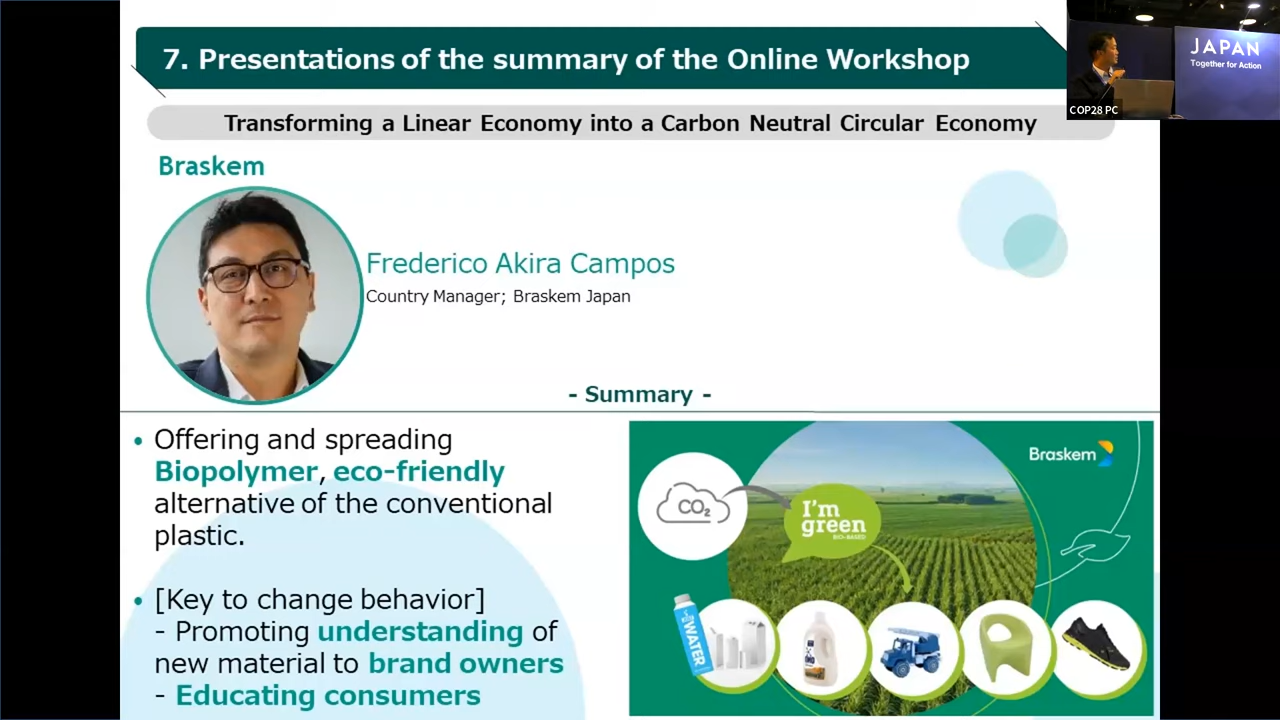 7. Presentations of the summary of the Online Workshop
JAPAN
Together for Action
COP28 PC
Transforming a Linear Economy into a Carbon Neutral Circular Economy
Braskem
Frederico Akira Campos
Country Manager; Braskem Japan
- Summary -
• Offering and spreading
Biopolymer, eco-friendly
alternative of the conventional
plastic.
• [Key to change behavior]
- Promoting understanding of
new material to brand owners
- Educating consumers
Braskem
CO₂
I'm
green
BIO-BASED
WATER